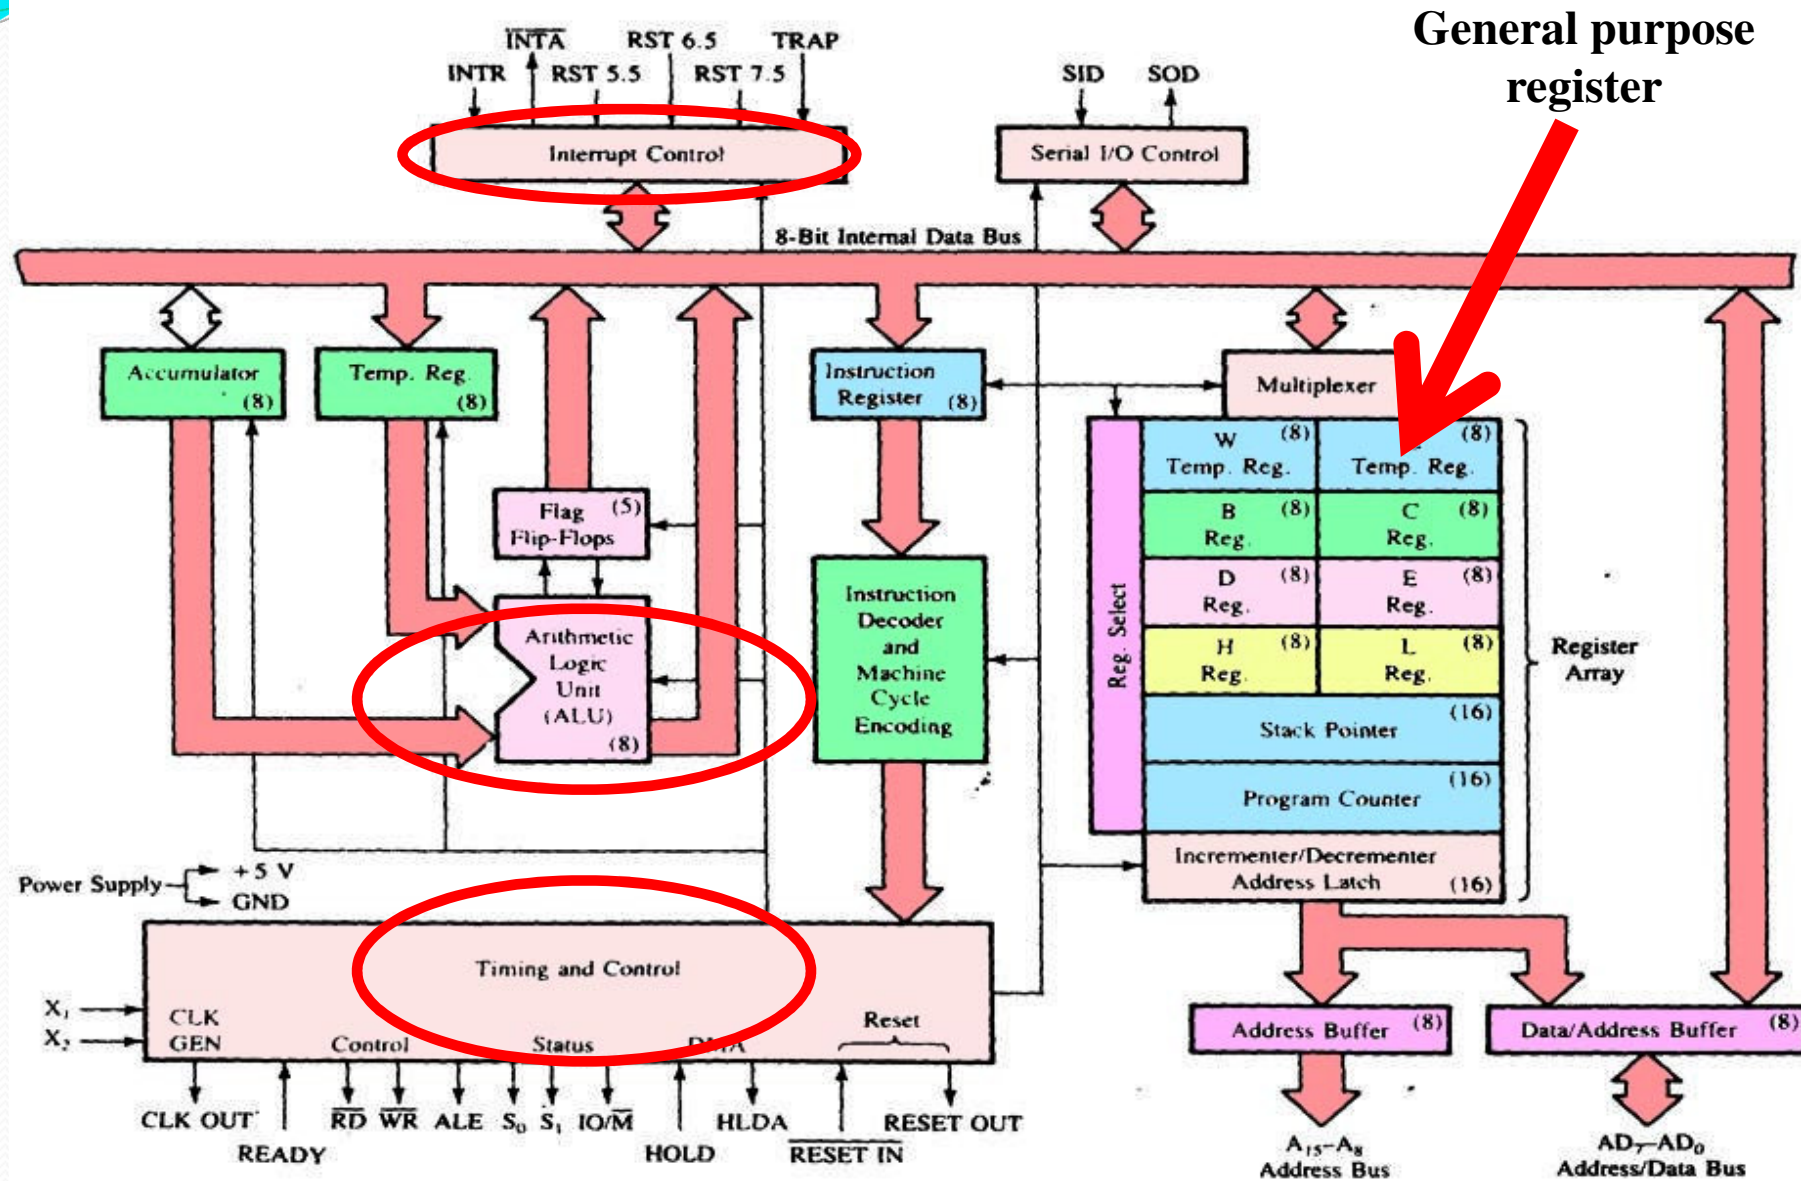 General purpose
register
INTA
RST 6.5
TRAP
INTR
RST 5.5
RST 7.5
SID
SOD
Interrupt Control
Serial I/O Control
8-Bit Internal Data Bus
Accumulator
(8)
Temp. Reg.
(8)
Instruction
Register (8)
Multiplexer
W (8)
Temp. Reg.
(8)
Temp. Reg.
B (8)
Reg.
C (8)
Reg.
D (8)
Reg.
E (8)
Reg.
H (8)
Reg.
L (8)
Reg.
Stack Pointer (16)
Program Counter (16)
Incrementer/Decrementer
Address Latch (16)
Reg. Select
Register
Array
Flag (5)
Flip-Flops
Arithmetic
Logic
Unit
(ALU)
(8)
Instruction
Decoder
and
Machine
Cycle
Encoding
Power Supply
+5 V
GND
Timing and Control
X₁
X₂
CLK
GEN
Control
Status
DMA
Reset
CLK OUT
READY
RD
WR
ALE
S₀
S₁
IO/M
HOLD
HLDA
RESET IN
RESET OUT
Address Buffer (8)
Data/Address Buffer (8)
A₁₅–A₈
Address Bus
AD₇–AD₀
Address/Data Bus